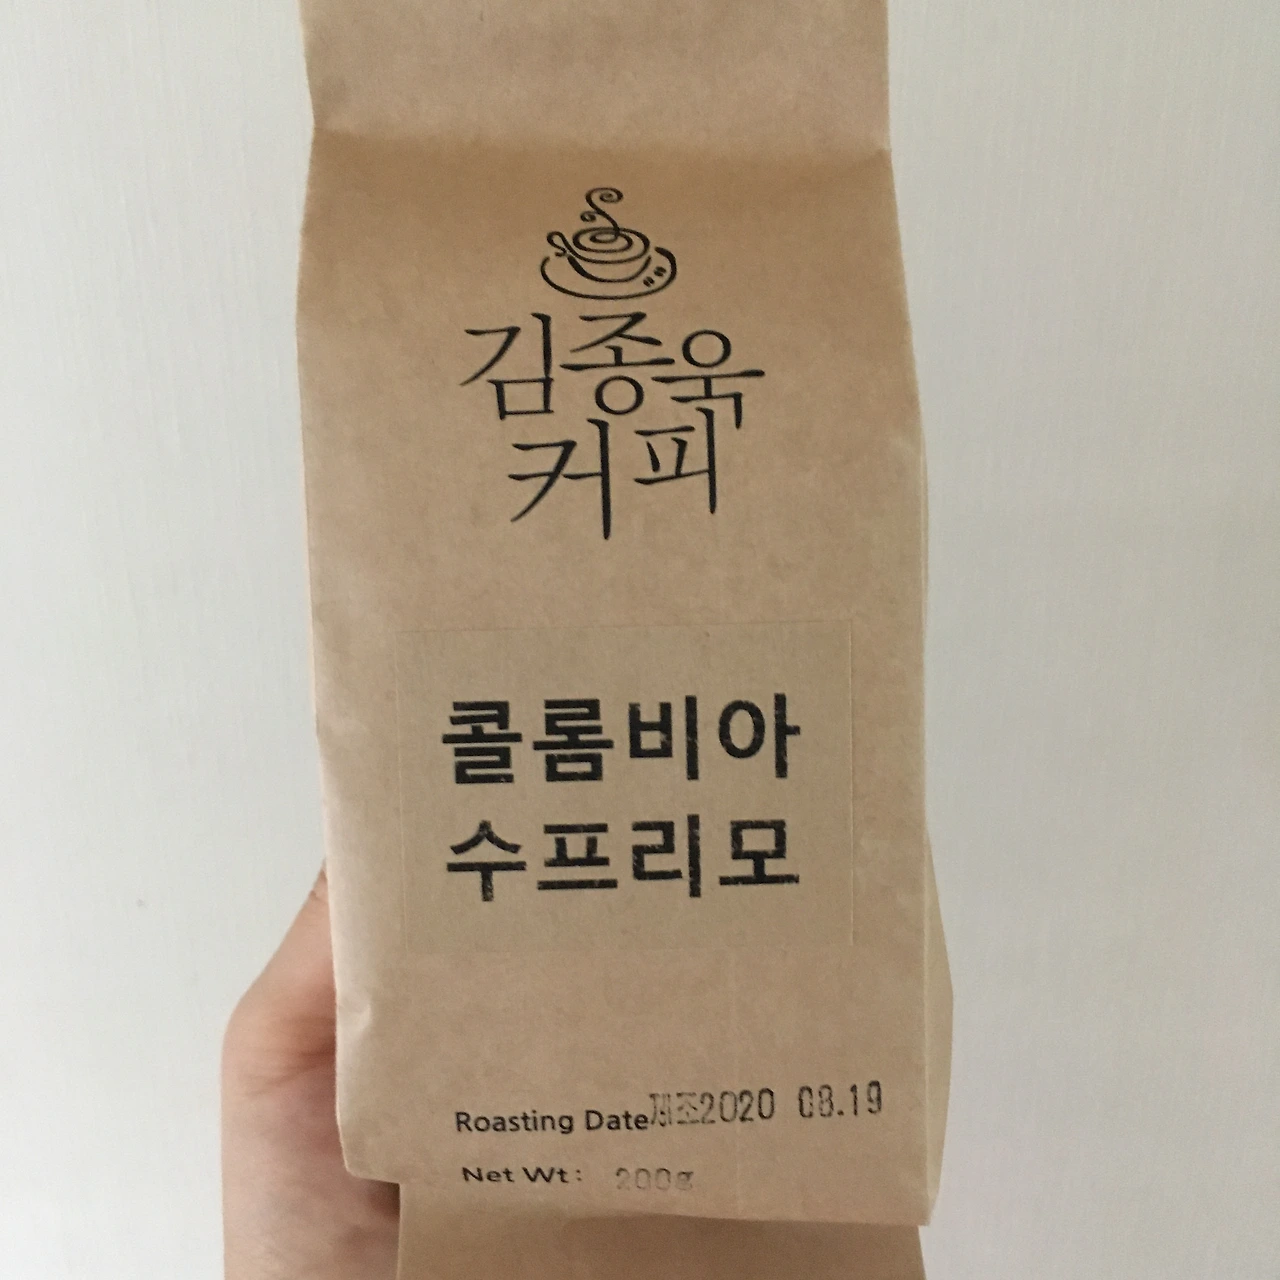 김종욱
커피
콜롬비아
수프리모
Roasting Date제조2020 08.19
Net Wt: 200g